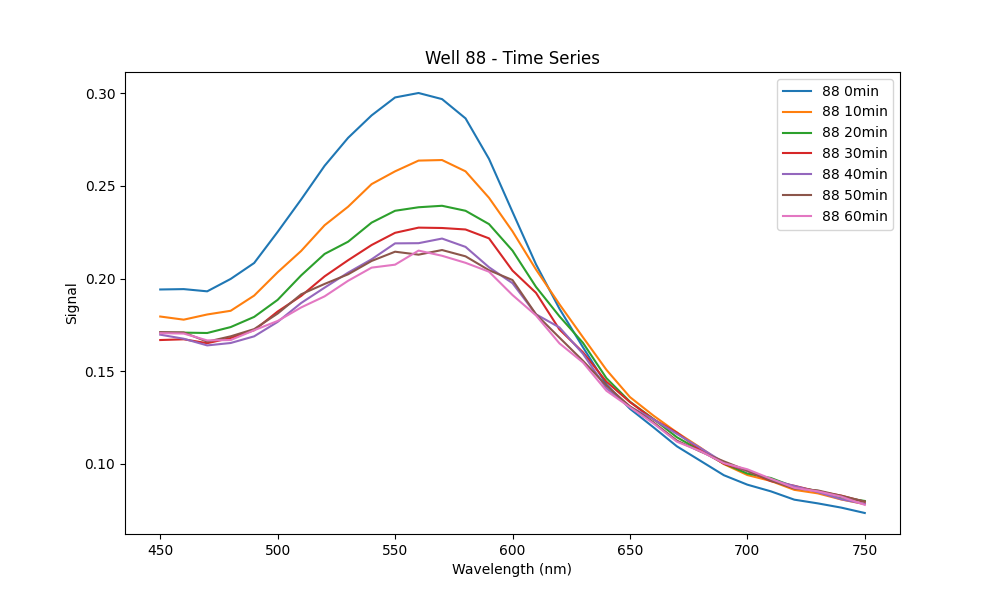 Well 88 - Time Series
88 0min
88 10min
88 20min
88 30min
88 40min
88 50min
88 60min
0.30
0.25
0.20
0.15
0.10
Signal
450 500 550 600 650 700 750
Wavelength (nm)